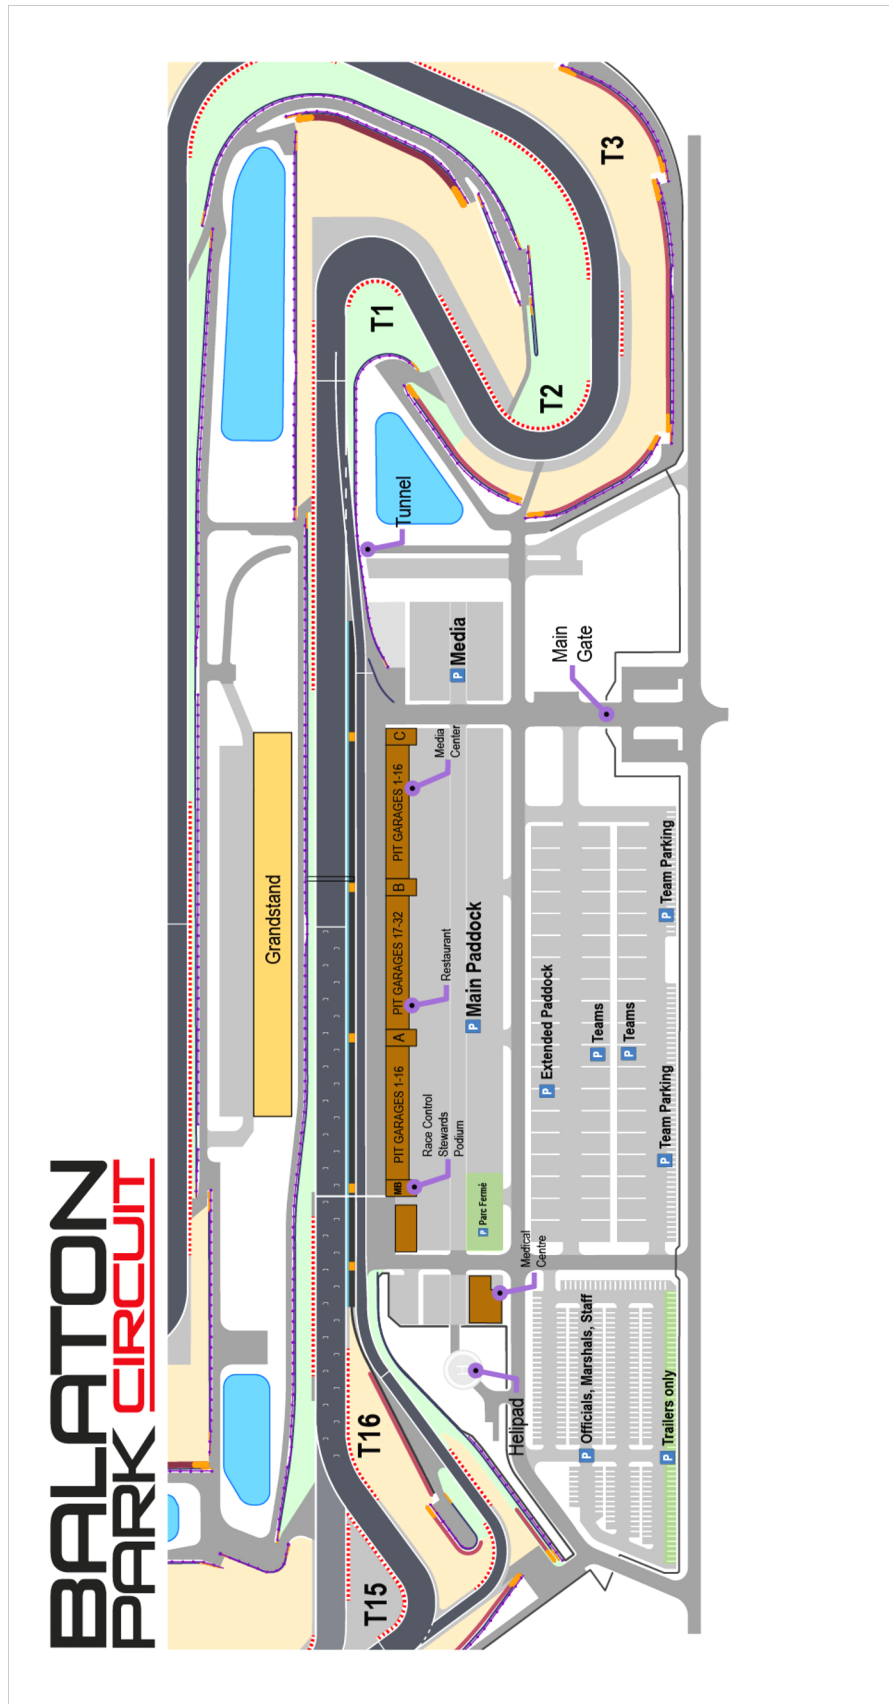 BALATON
PARK CIRCUIT
T3
T1
T2
Tunnel
P Media
Main
Gate
C
Media
Center
PIT GARAGES 1-16
B
PIT GARAGES 17-32
Restaurant
A
PIT GARAGES 1-16
MB
Race Control
Stewards
Podium
Grandstand
P Main Paddock
P Extended Paddock
P Teams
P Teams
P Team Parking
P Team Parking
P Parc Fermé
Medical
Centre
Helipad
P Officials, Marshals, Staff
P Trailers only
T16
T15